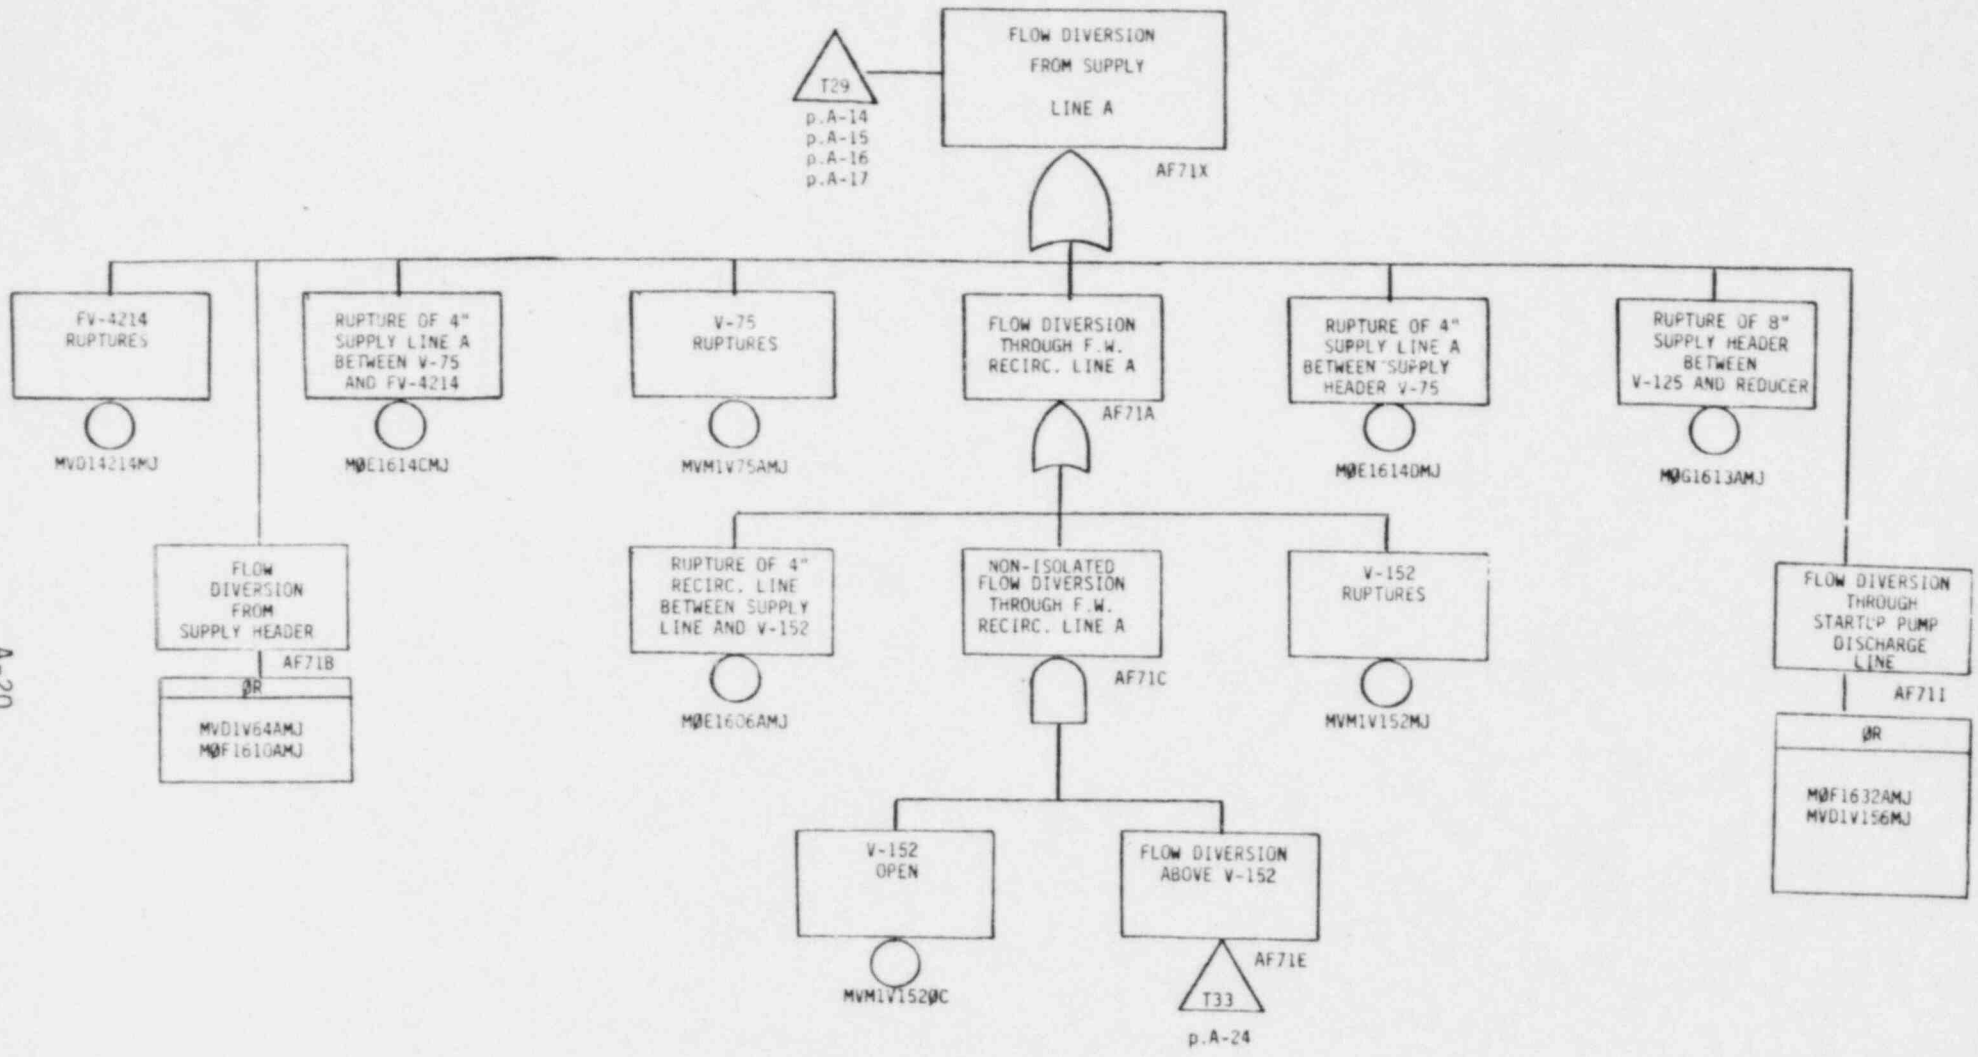 FLOW DIVERSION
FROM SUPPLY
LINE A
AF71X
T29
p.A-14
p.A-15
p.A-16
p.A-17
FV-4214
RUPTURES
MVD14214MJ
RUPTURE OF 4"
SUPPLY LINE A
BETWEEN V-75
AND FV-4214
MØE1614CMJ
V-75
RUPTURES
MVM1V75AMJ
FLOW DIVERSION
THROUGH F.W.
RECIRC. LINE A
AF71A
RUPTURE OF 4"
SUPPLY LINE A
BETWEEN SUPPLY
HEADER V-75
MØE1614DMJ
RUPTURE OF 8"
SUPPLY HEADER
BETWEEN
V-125 AND REDUCER
MØG1613AMJ
FLOW
DIVERSION
FROM
SUPPLY HEADER
AF71B
ØR
MVD1V64AMJ
MØF1610AMJ
RUPTURE OF 4"
RECIRC. LINE
BETWEEN SUPPLY
LINE AND V-152
MØE1606AMJ
NON-ISOLATED
FLOW DIVERSION
THROUGH F.W.
RECIRC. LINE A
AF71C
V-152
RUPTURES
MVM1V152MJ
FLOW DIVERSION
THROUGH
STARTUP PUMP
DISCHARGE
LINE
AF71I
ØR
MØF1632AMJ
MVD1V156MJ
V-152
OPEN
MVM1V152ØC
FLOW DIVERSION
ABOVE V-152
AF71E
T33
p.A-24
A-20